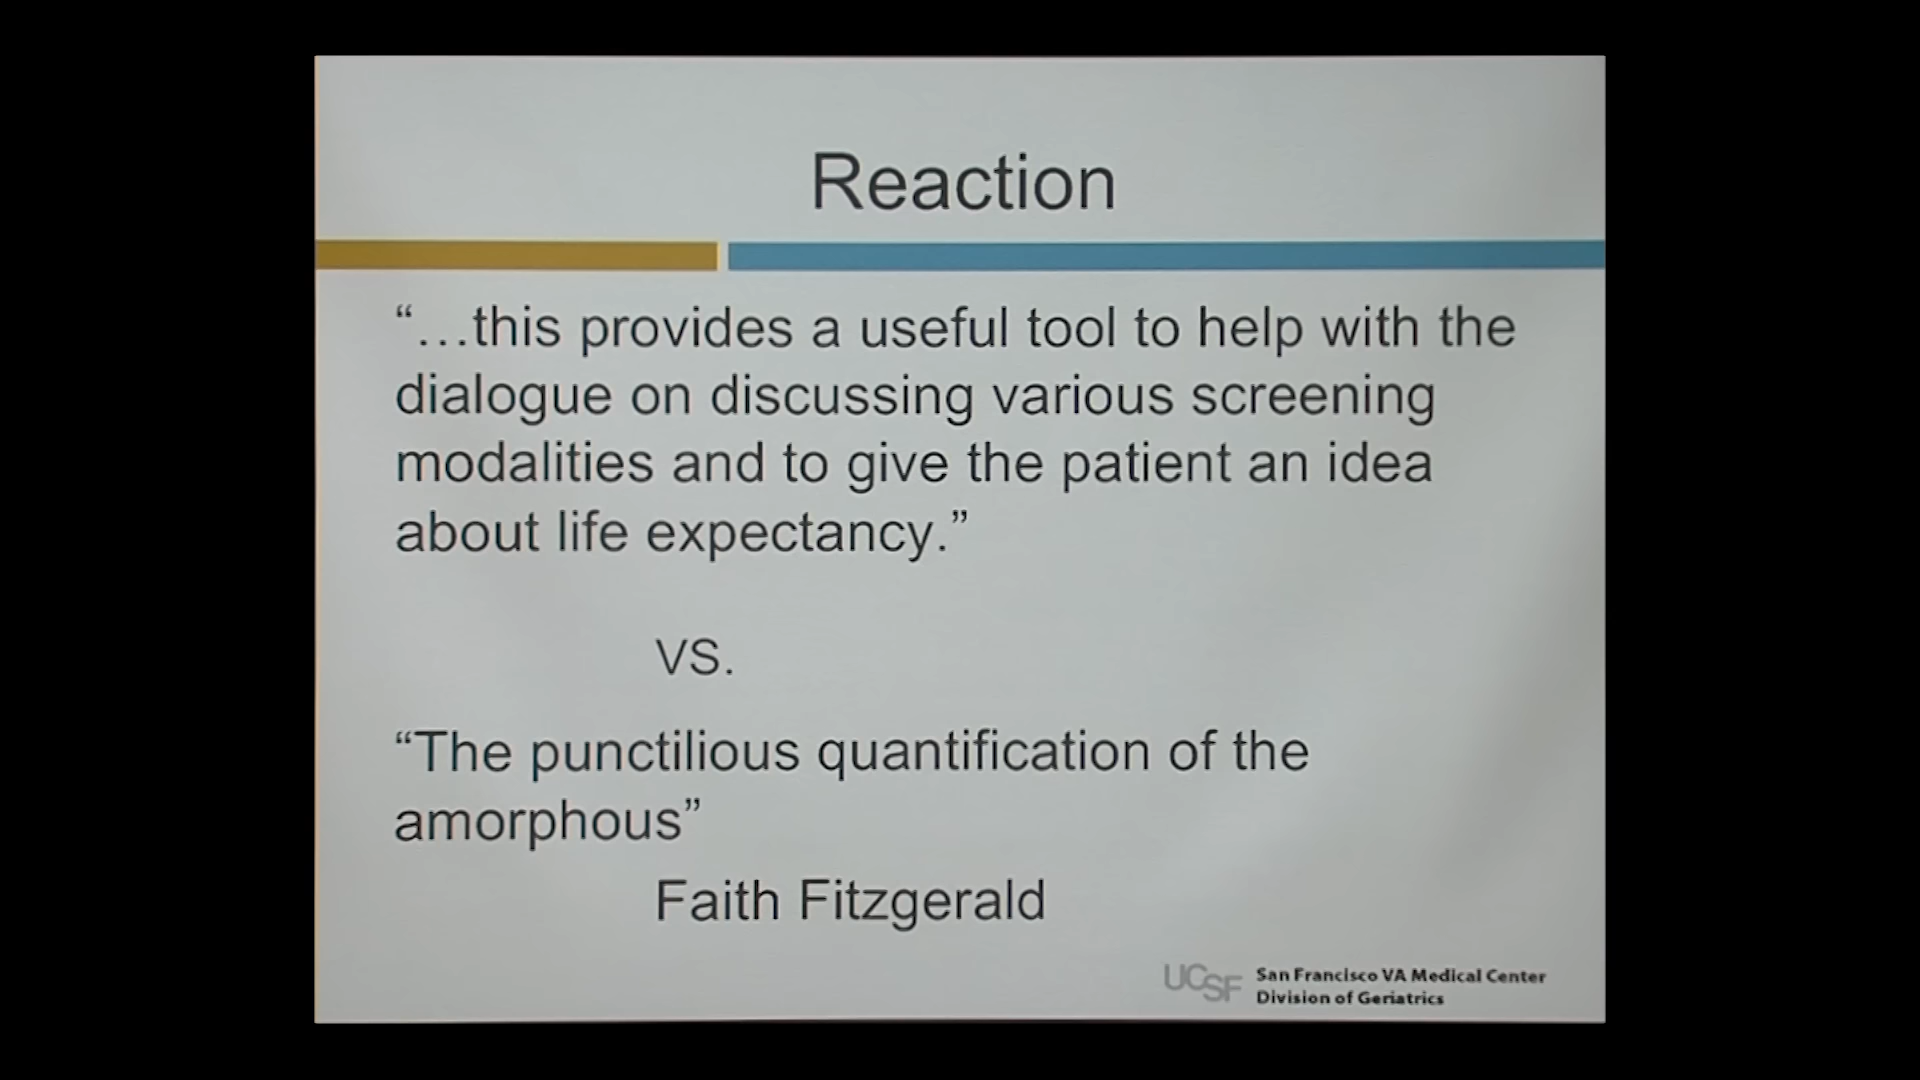 Reaction
“…this provides a useful tool to help with the
dialogue on discussing various screening
modalities and to give the patient an idea
about life expectancy.”
VS.
“The punctilious quantification of the
amorphous”
Faith Fitzgerald
UCSF San Francisco VA Medical Center
Division of Geriatrics